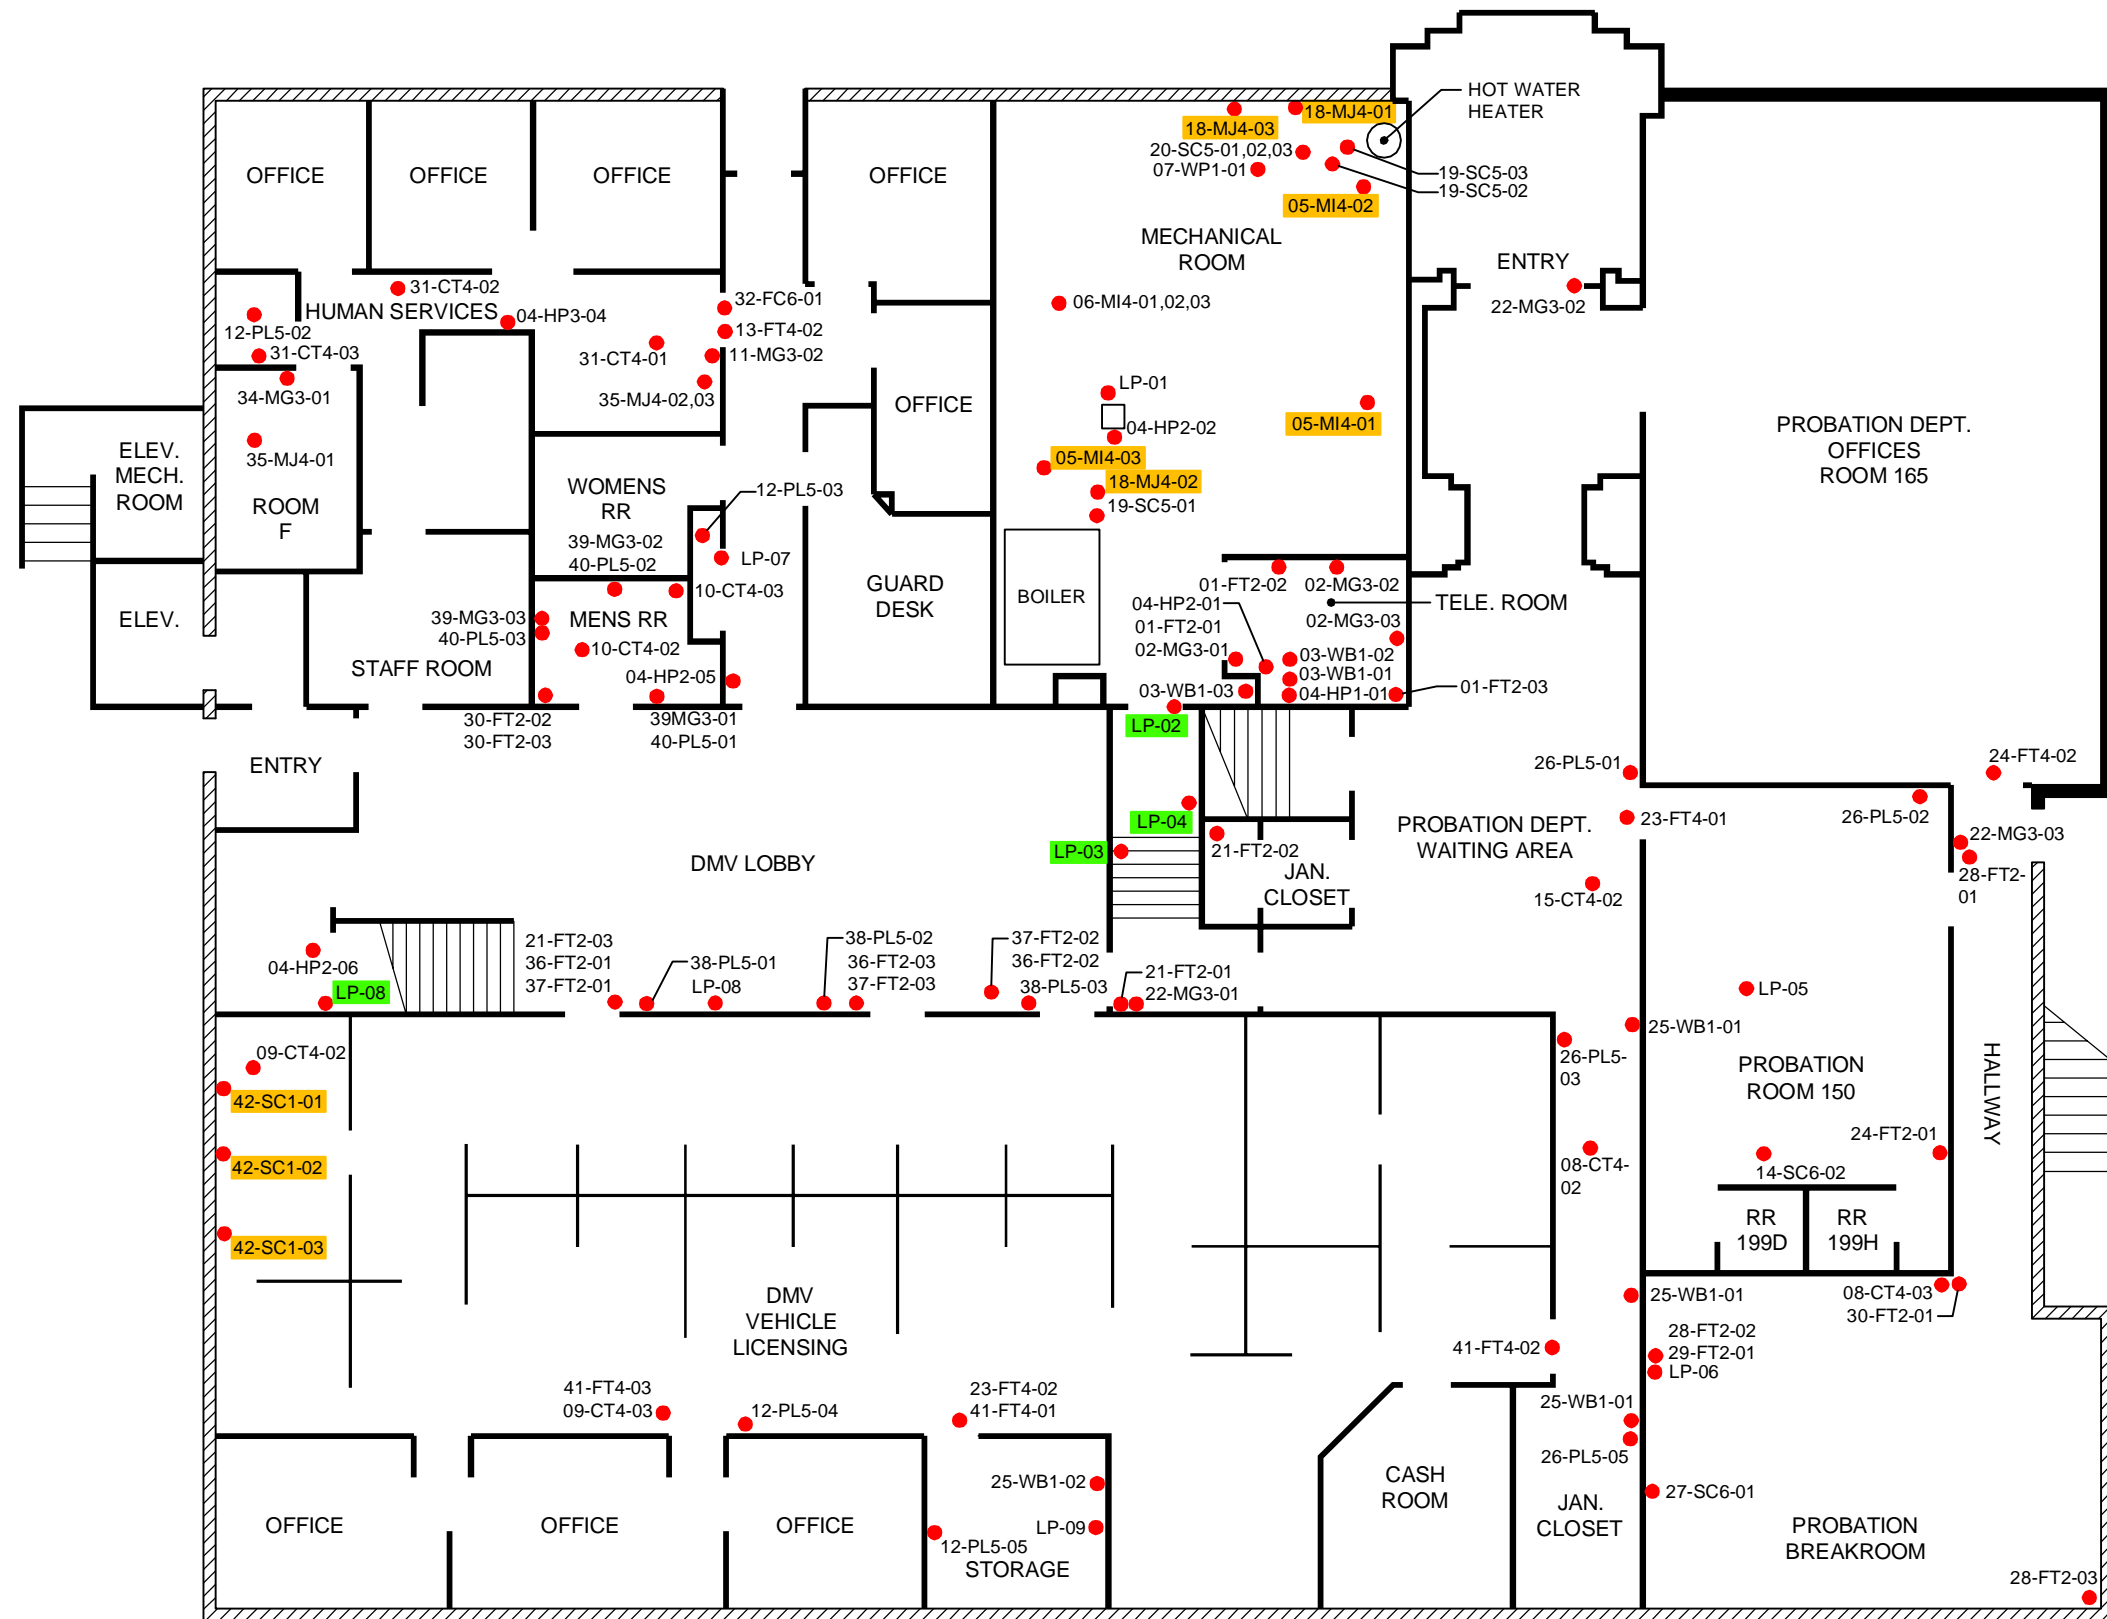 HOT WATER
HEATER
18-MJ4-01
18-MJ4-03
20-SC5-01,02,03
07-WP1-01
19-SC5-03
19-SC5-02
05-MI4-02
OFFICE
OFFICE
OFFICE
OFFICE
MECHANICAL
ROOM
ENTRY
22-MG3-02
31-CT4-02
HUMAN SERVICES
04-HP3-04
12-PL5-02
31-CT4-03
34-MG3-01
35-MJ4-01
32-FC6-01
13-FT4-02
11-MG3-02
31-CT4-01
35-MJ4-02,03
06-MI4-01,02,03
LP-01
04-HP2-02
05-MI4-03
18-MJ4-02
19-SC5-01
05-MI4-01
OFFICE
PROBATION DEPT.
OFFICES
ROOM 165
ELEV.
MECH.
ROOM
ROOM
F
WOMENS
RR
39-MG3-02
40-PL5-02
12-PL5-03
LP-07
10-CT4-03
GUARD
DESK
BOILER
01-FT2-02
02-MG3-02
04-HP2-01
01-FT2-01
02-MG3-01
TELE. ROOM
02-MG3-03
03-WB1-02
03-WB1-01
04-HP1-01
01-FT2-03
03-WB1-03
ELEV.
39-MG3-03
40-PL5-03
MENS RR
10-CT4-02
04-HP2-05
STAFF ROOM
30-FT2-02
30-FT2-03
39MG3-01
40-PL5-01
LP-02
ENTRY
26-PL5-01
24-FT4-02
LP-04
LP-03
21-FT2-02
JAN.
CLOSET
PROBATION DEPT.
WAITING AREA
23-FT4-01
26-PL5-02
22-MG3-03
28-FT2-
01
15-CT4-02
DMV LOBBY
04-HP2-06
LP-08
21-FT2-03
36-FT2-01
37-FT2-01
38-PL5-01
LP-08
38-PL5-02
36-FT2-03
37-FT2-03
37-FT2-02
36-FT2-02
38-PL5-03
21-FT2-01
22-MG3-01
LP-05
25-WB1-01
26-PL5-
03
PROBATION
ROOM 150
HALLWAY
09-CT4-02
42-SC1-01
42-SC1-02
42-SC1-03
08-CT4-
02
24-FT2-01
14-SC6-02
RR
199D
RR
199H
08-CT4-03
30-FT2-01
25-WB1-01
DMV
VEHICLE
LICENSING
41-FT4-02
28-FT2-02
29-FT2-01
LP-06
41-FT4-03
09-CT4-03
12-PL5-04
23-FT4-02
41-FT4-01
25-WB1-01
26-PL5-05
25-WB1-02
LP-09
12-PL5-05
STORAGE
CASH
ROOM
27-SC6-01
JAN.
CLOSET
OFFICE
OFFICE
OFFICE
PROBATION
BREAKROOM
28-FT2-03